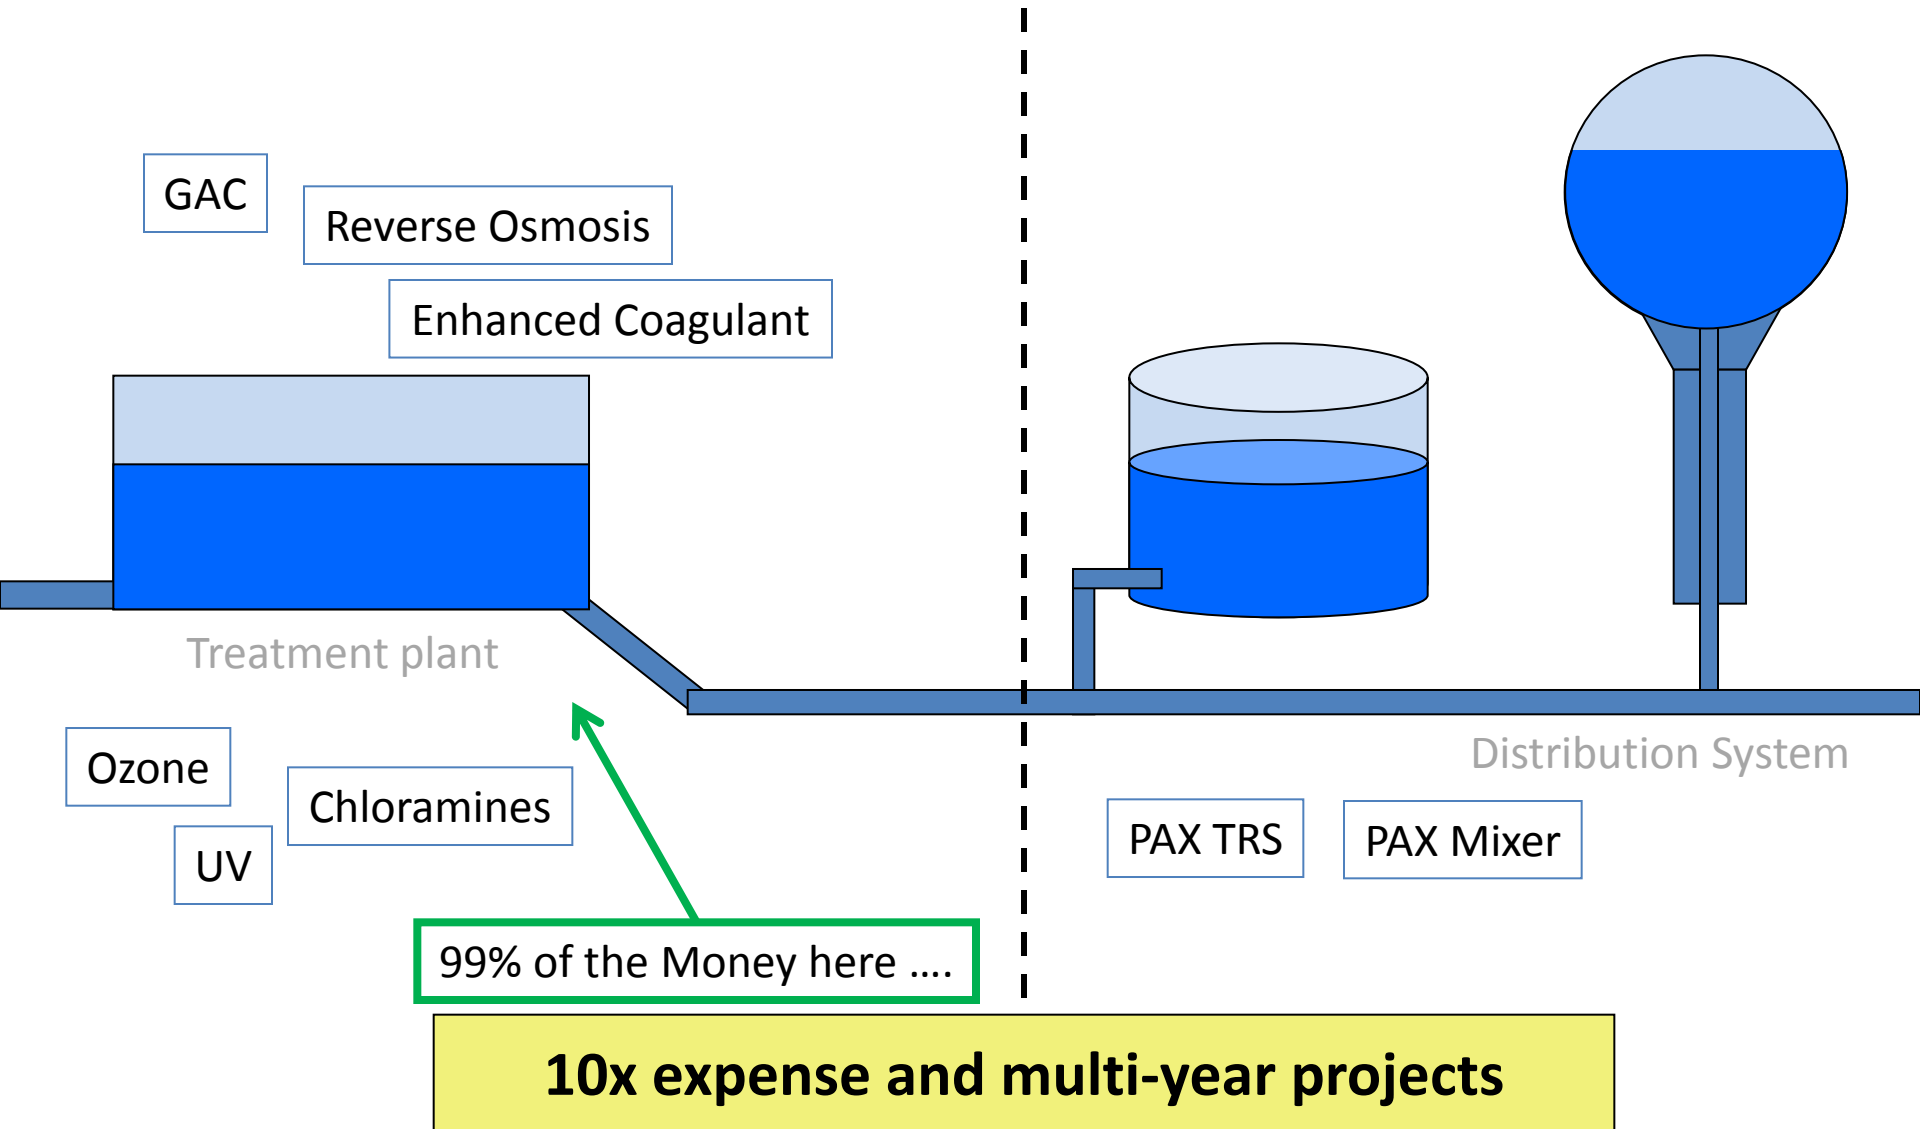 GAC
Reverse Osmosis
Enhanced Coagulant
Treatment plant
Distribution System
Ozone
Chloramines
UV
PAX TRS
PAX Mixer
99% of the Money here ....
10x expense and multi-year projects